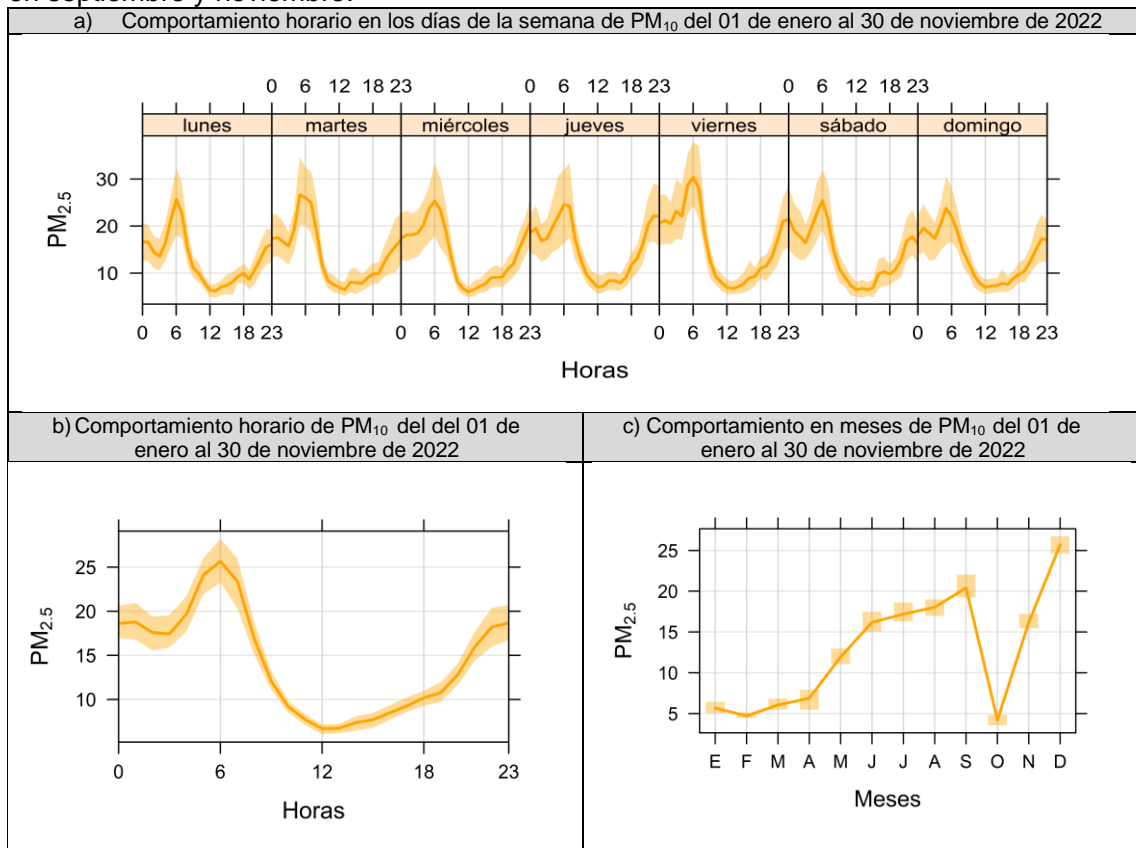 en septiembre y noviembre.
a) Comportamiento horario en los días de la semana de PM10 del 01 de enero al 30 de noviembre de 2022
0 6 12 18 23 0 6 12 18 23 0 6 12 18 23
lunes martes miércoles jueves viernes sábado domingo
PM2.5
30
20
10
0 6 12 18 23 0 6 12 18 23 0 6 12 18 23 0 6 12 18 23
Horas
b) Comportamiento horario de PM10 del del 01 de
enero al 30 de noviembre de 2022
PM2.5
25
20
15
10
0 6 12 18 23
Horas
c) Comportamiento en meses de PM10 del 01 de
enero al 30 de noviembre de 2022
PM2.5
25
20
15
10
5
E F M A M J J A S O N D
Meses